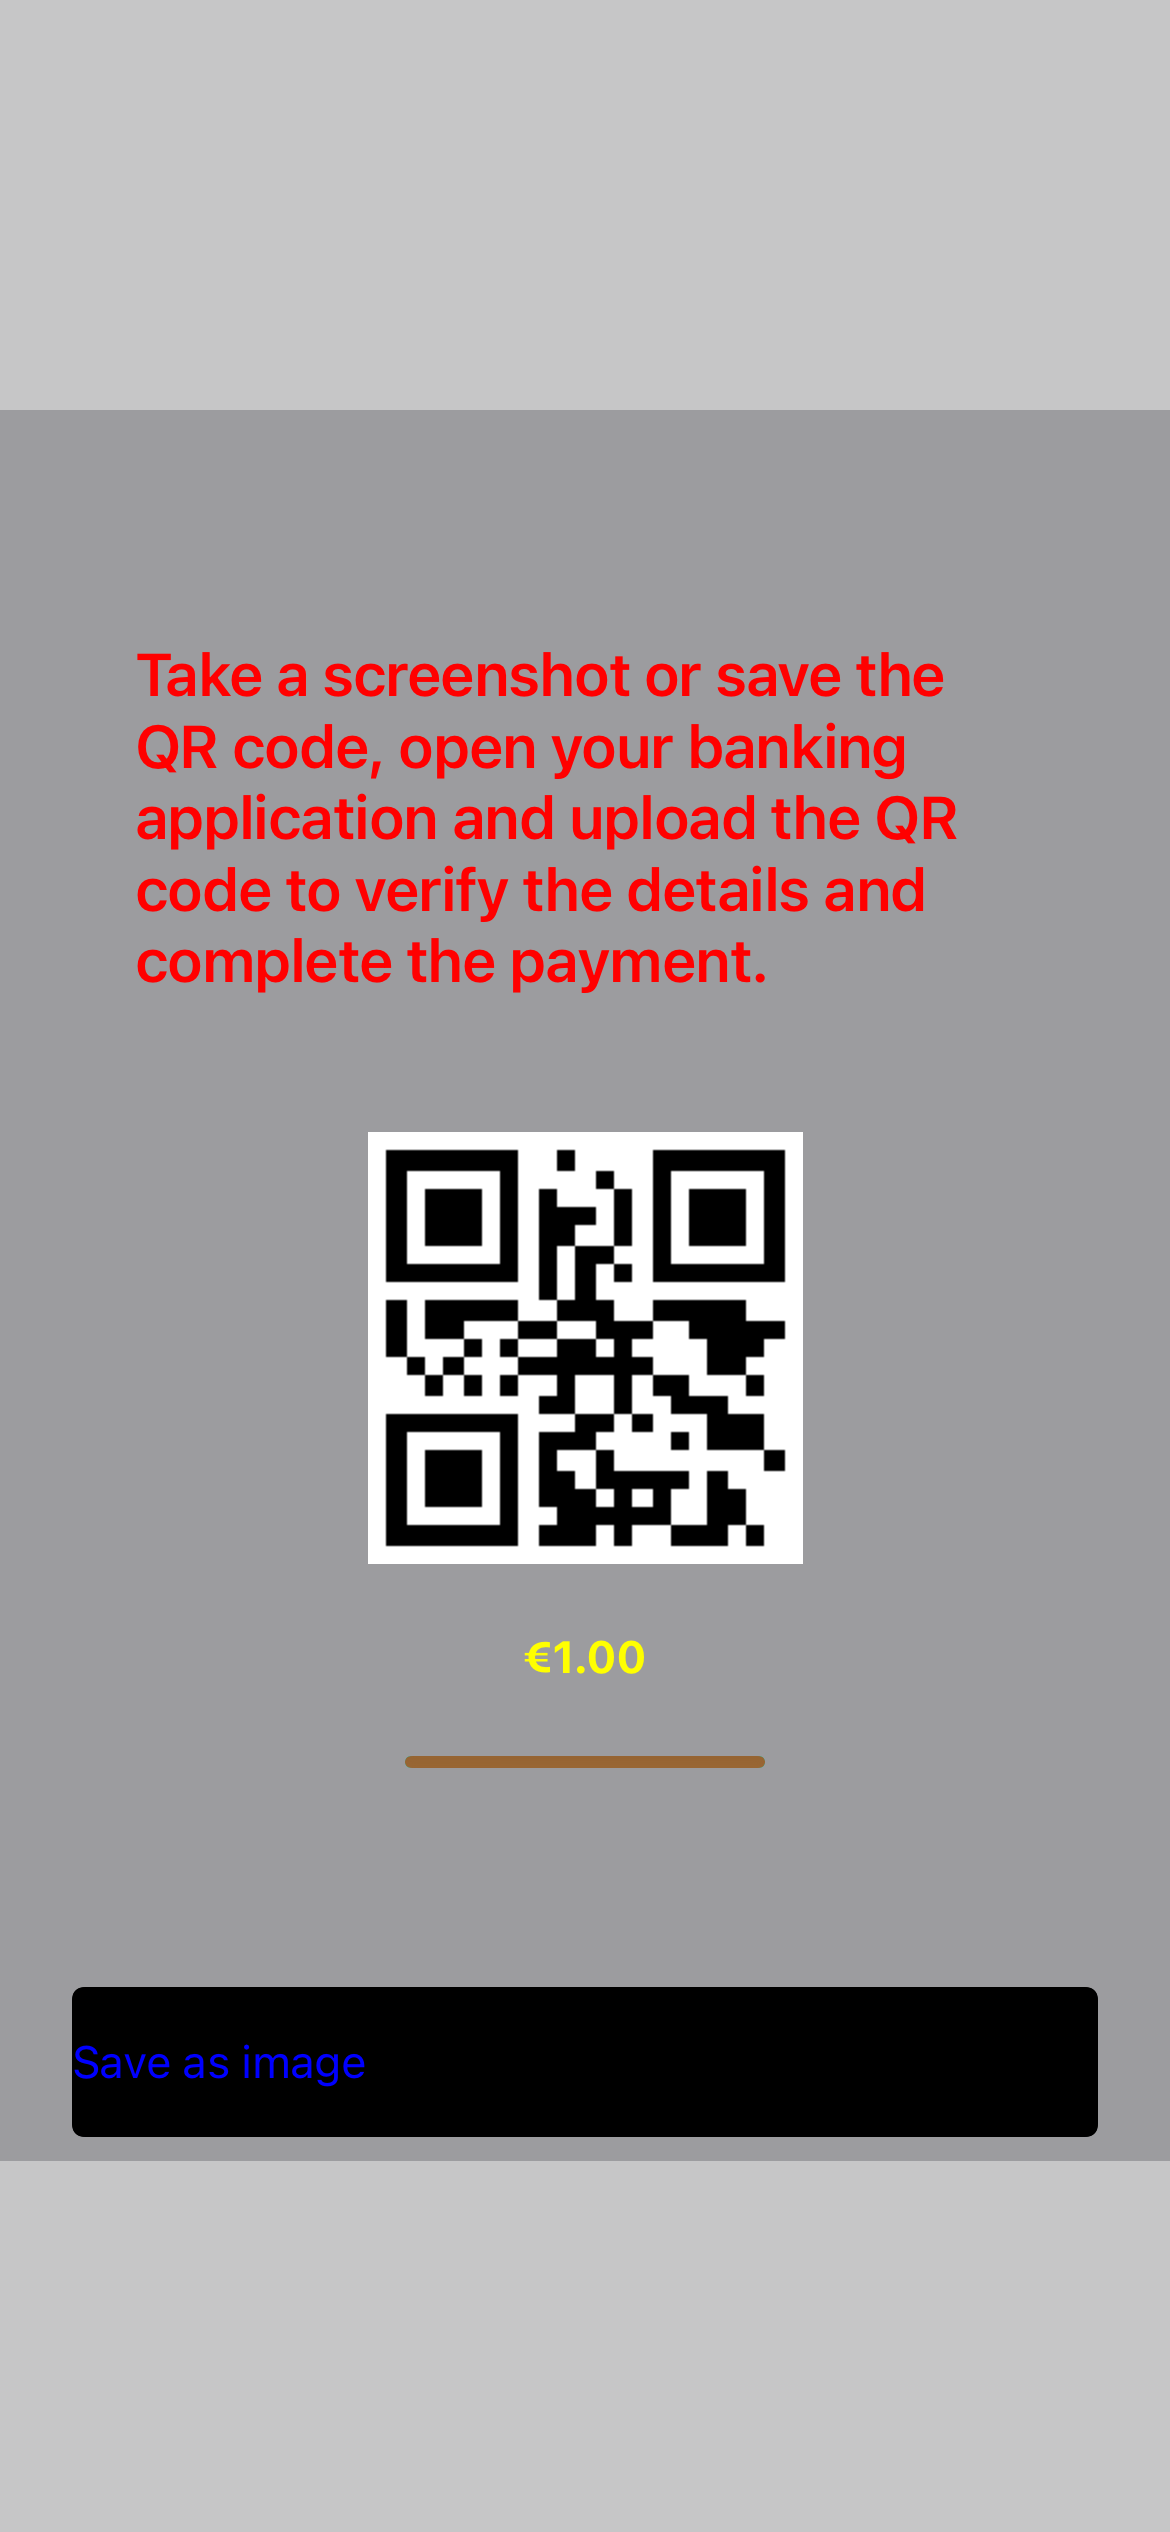 Take a screenshot or save the
QR code, open your banking
application and upload the QR
code to verify the details and
complete the payment.
€1.00
Save as image